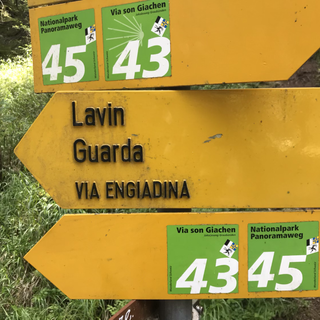 Nationalpark
Panoramaweg
45
Via son Giachen
43
Lavin
Guarda
VIA ENGIADINA
Via son Giachen
43
Nationalpark
Panoramaweg
45